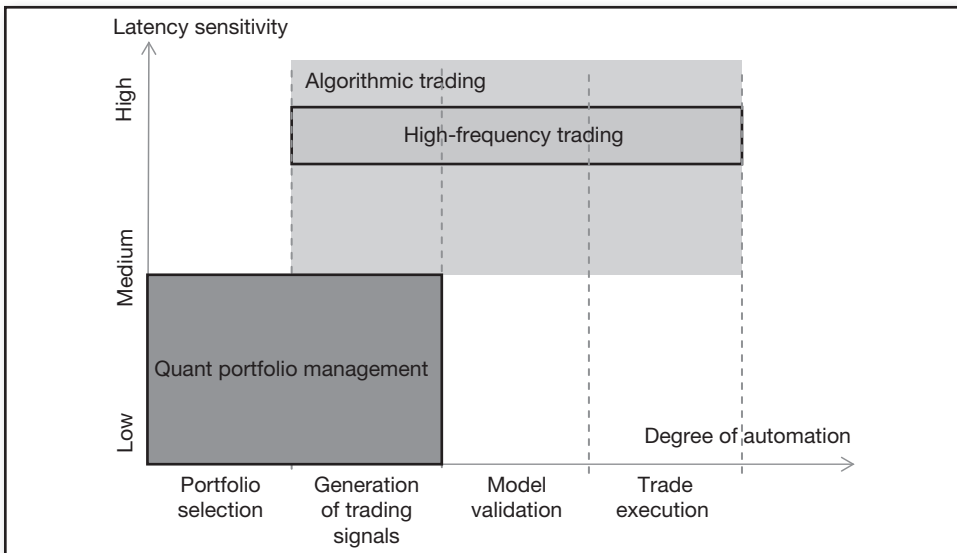 Latency sensitivity
High
Algorithmic trading
High-frequency trading
Medium
Quant portfolio management
Low
Degree of automation
Portfolio
selection
Generation
of trading
signals
Model
validation
Trade
execution